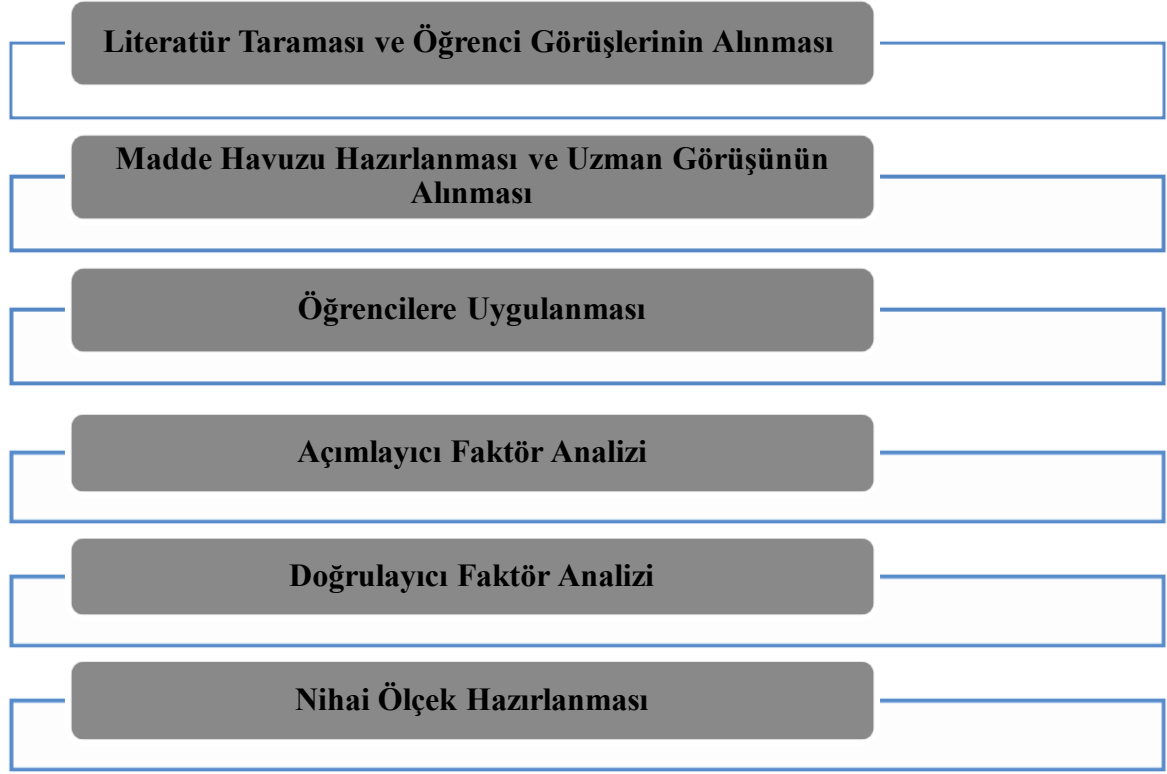 Literatür Taraması ve Öğrenci Görüşlerinin Alınması
Madde Havuzu Hazırlanması ve Uzman Görüşünün
Alınması
Öğrencilere Uygulanması
Açımlayıcı Faktör Analizi
Doğrulayıcı Faktör Analizi
Nihai Ölçek Hazırlanması